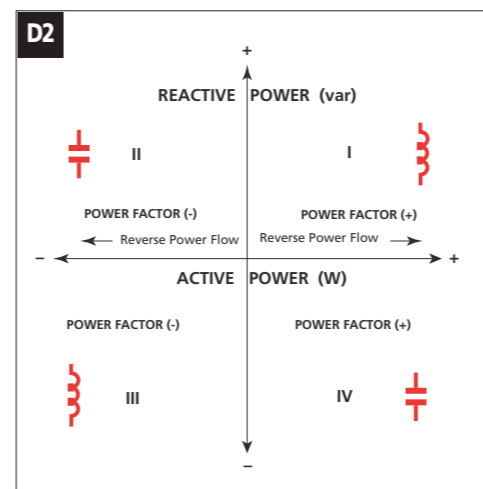 D2
+
REACTIVE POWER (var)
II
I
POWER FACTOR (-)
POWER FACTOR (+)
Reverse Power Flow
Reverse Power Flow
–
+
ACTIVE POWER (W)
POWER FACTOR (-)
POWER FACTOR (+)
III
IV
–